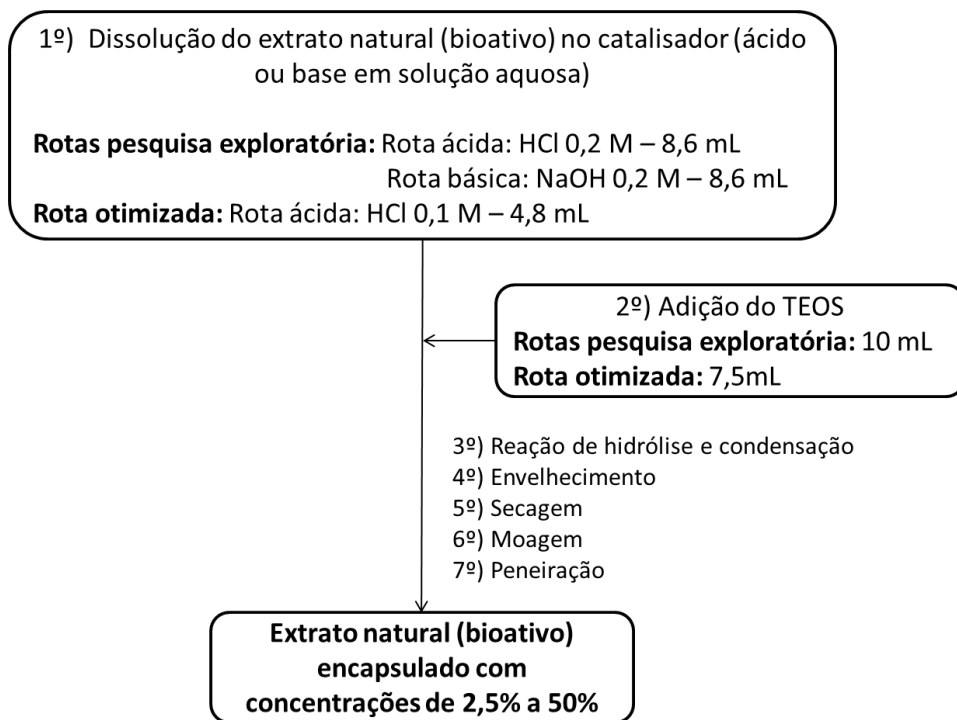 1º) Dissolução do extrato natural (bioativo) no catalisador (ácido
ou base em solução aquosa)
Rotas pesquisa exploratória: Rota ácida: HCl 0,2 M – 8,6 mL
Rota básica: NaOH 0,2 M – 8,6 mL
Rota otimizada: Rota ácida: HCl 0,1 M – 4,8 mL
2º) Adição do TEOS
Rotas pesquisa exploratória: 10 mL
Rota otimizada: 7,5mL
3º) Reação de hidrólise e condensação
4º) Envelhecimento
5º) Secagem
6º) Moagem
7º) Peneiração
Extrato natural (bioativo)
encapsulado com
concentrações de 2,5% a 50%